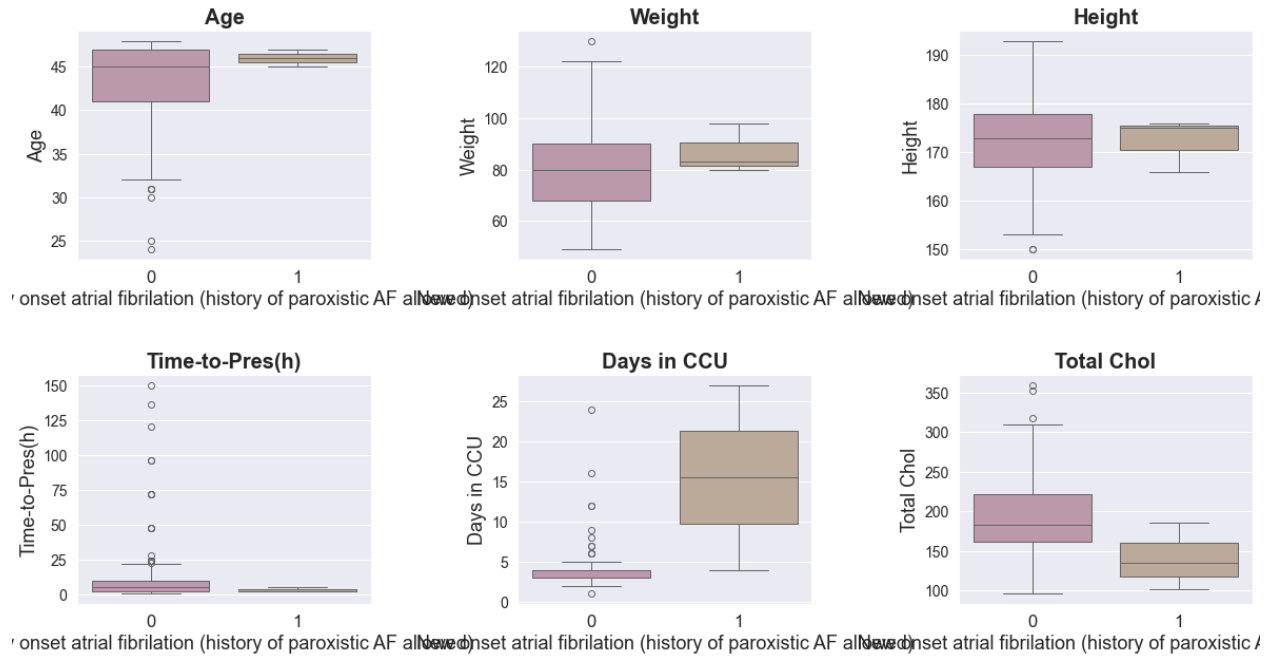 Age
Age
45
40
35
30
25
0 1
onset atrial fibrilation (history of paroxistic AF allowed)
Weight
Weight
120
100
80
60
0 1
New onset atrial fibrilation (history of paroxistic AF allowed)
Height
Height
190
180
170
160
150
0 1
New onset atrial fibrilation (history of paroxistic
Time-to-Pres(h)
Time-to-Pres(h)
150
125
100
75
50
25
0
0 1
onset atrial fibrilation (history of paroxistic AF allowed)
Days in CCU
Days in CCU
25
20
15
10
5
0
0 1
New onset atrial fibrilation (history of paroxistic AF allowed)
Total Chol
Total Chol
350
300
250
200
150
100
0 1
New onset atrial fibrilation (history of paroxistic